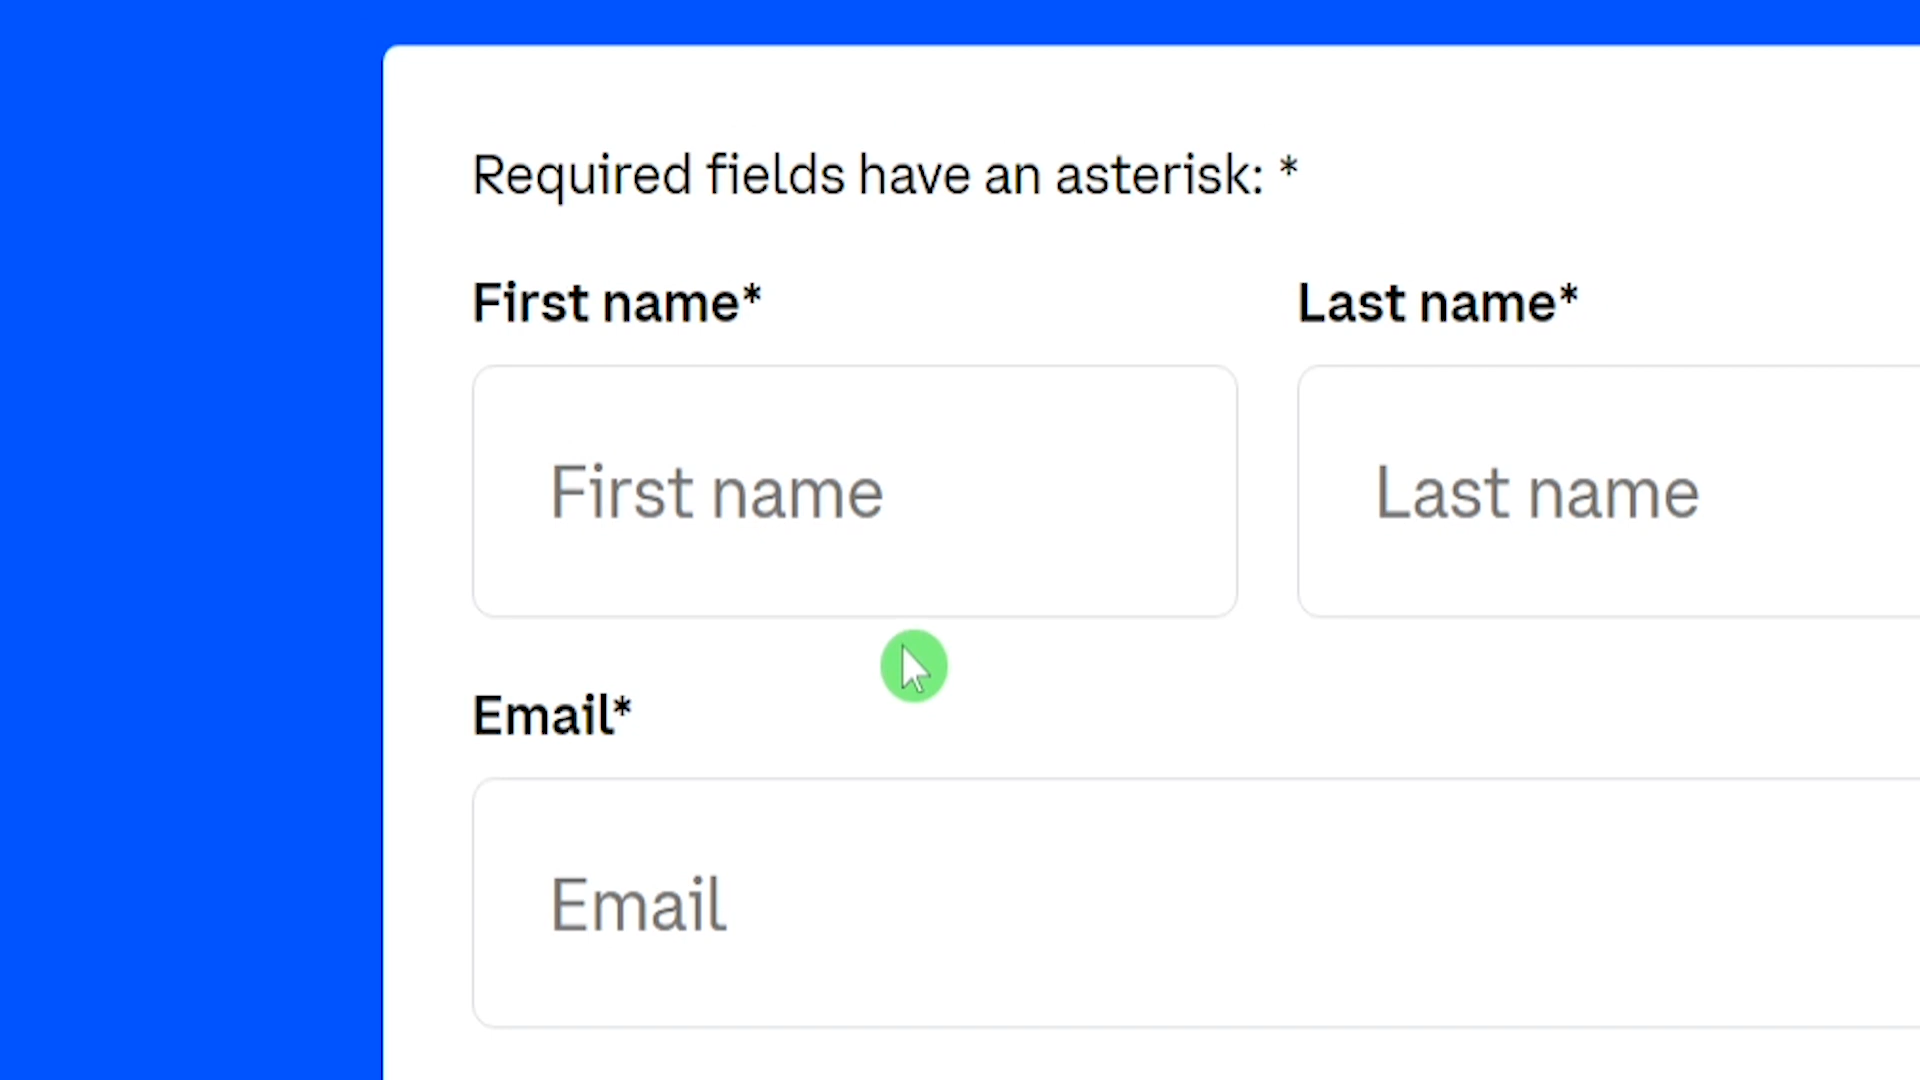 Required fields have an asterisk: *
First name* Last name*
First name Last name
Email*
Email